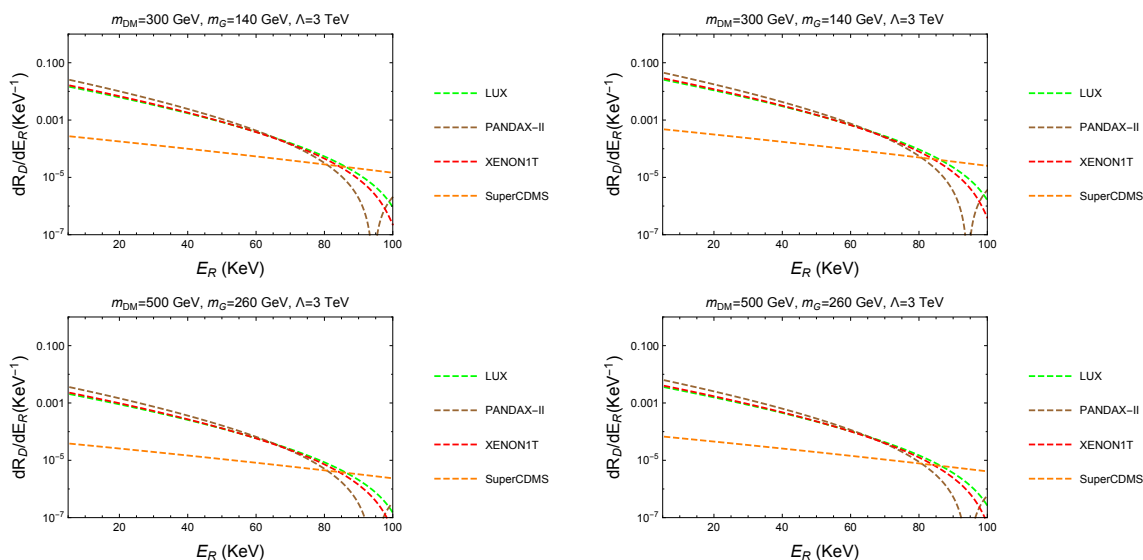 m_DM=300 GeV, m_G=140 GeV, Λ=3 TeV
dR_D/dE_R(KeV⁻¹)
0.100
0.001
10⁻⁵
10⁻⁷
20 40 60 80 100
E_R (KeV)
LUX
PANDAX-II
XENON1T
SuperCDMS
m_DM=300 GeV, m_G=140 GeV, Λ=3 TeV
dR_D/dE_R(KeV⁻¹)
0.100
0.001
10⁻⁵
10⁻⁷
20 40 60 80 100
E_R (KeV)
LUX
PANDAX-II
XENON1T
SuperCDMS
m_DM=500 GeV, m_G=260 GeV, Λ=3 TeV
dR_D/dE_R(KeV⁻¹)
0.100
0.001
10⁻⁵
10⁻⁷
20 40 60 80 100
E_R (KeV)
LUX
PANDAX-II
XENON1T
SuperCDMS
m_DM=500 GeV, m_G=260 GeV, Λ=3 TeV
dR_D/dE_R(KeV⁻¹)
0.100
0.001
10⁻⁵
10⁻⁷
20 40 60 80 100
E_R (KeV)
LUX
PANDAX-II
XENON1T
SuperCDMS